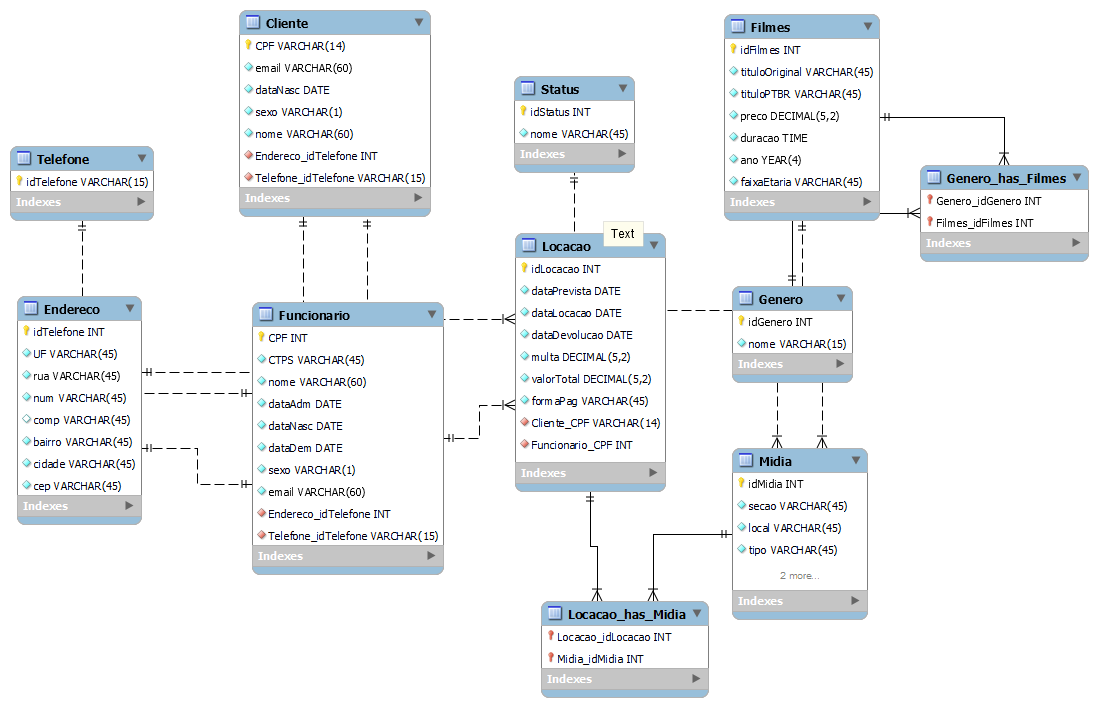 Cliente
CPF VARCHAR(14)
email VARCHAR(60)
dataNasc DATE
sexo VARCHAR(1)
nome VARCHAR(60)
Endereco_idTelefone INT
Telefone_idTelefone VARCHAR(15)
Indexes
Filmes
idFilmes INT
tituloOriginal VARCHAR(45)
tituloPTBR VARCHAR(45)
preco DECIMAL(5,2)
duracao TIME
ano YEAR(4)
faixaEtaria VARCHAR(45)
Indexes
Status
idStatus INT
nome VARCHAR(45)
Indexes
Telefone
idTelefone VARCHAR(15)
Indexes
Genero_has_Filmes
Genero_idGenero INT
Filmes_idFilmes INT
Indexes
Text
Locacao
idLocacao INT
dataPrevista DATE
dataLocacao DATE
dataDevolucao DATE
multa DECIMAL(5,2)
valorTotal DECIMAL(5,2)
formaPag VARCHAR(45)
Cliente_CPF VARCHAR(14)
Funcionario_CPF INT
Indexes
Genero
idGenero INT
nome VARCHAR(15)
Indexes
Endereco
idTelefone INT
UF VARCHAR(45)
rua VARCHAR(45)
num VARCHAR(45)
comp VARCHAR(45)
bairro VARCHAR(45)
cidade VARCHAR(45)
cep VARCHAR(45)
Indexes
Funcionario
CPF INT
CTPS VARCHAR(45)
nome VARCHAR(60)
dataAdm DATE
dataNasc DATE
dataDem DATE
sexo VARCHAR(1)
email VARCHAR(60)
Endereco_idTelefone INT
Telefone_idTelefone VARCHAR(15)
Indexes
Midia
idMidia INT
secao VARCHAR(45)
local VARCHAR(45)
tipo VARCHAR(45)
2 more...
Indexes
Locacao_has_Midia
Locacao_idLocacao INT
Midia_idMidia INT
Indexes